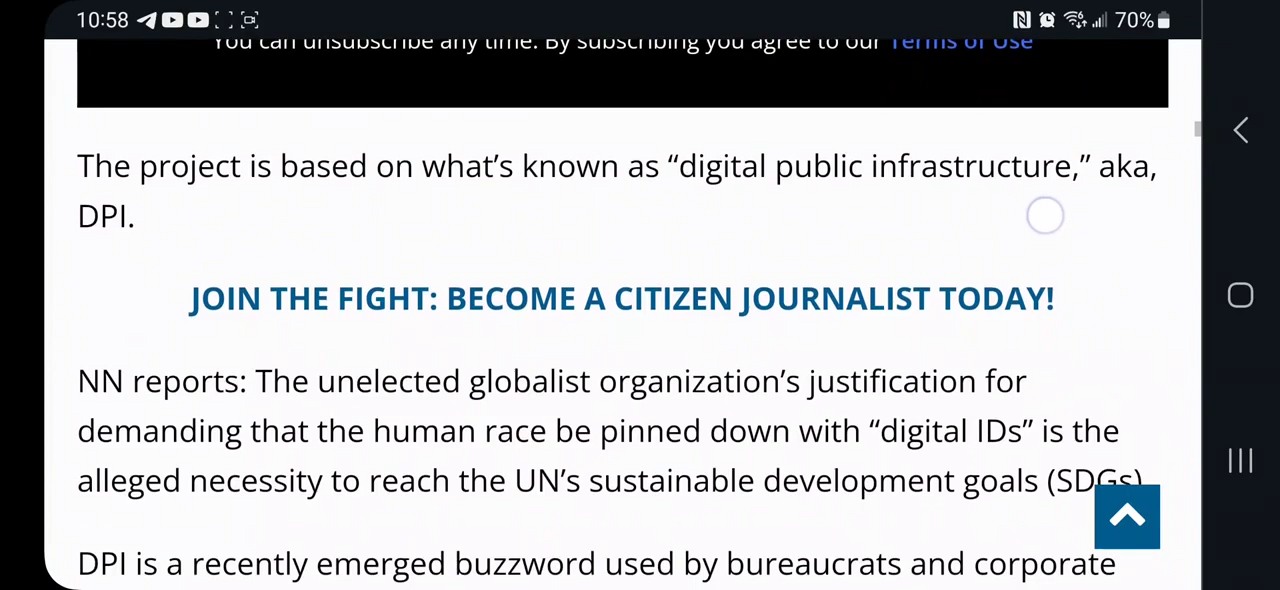 10:58
70%
You can unsubscribe any time. By subscribing you agree to our Terms of Use
The project is based on what’s known as “digital public infrastructure,” aka,
DPI.
JOIN THE FIGHT: BECOME A CITIZEN JOURNALIST TODAY!
NN reports: The unelected globalist organization’s justification for
demanding that the human race be pinned down with “digital IDs” is the
alleged necessity to reach the UN’s sustainable development goals (SDGs)
DPI is a recently emerged buzzword used by bureaucrats and corporate